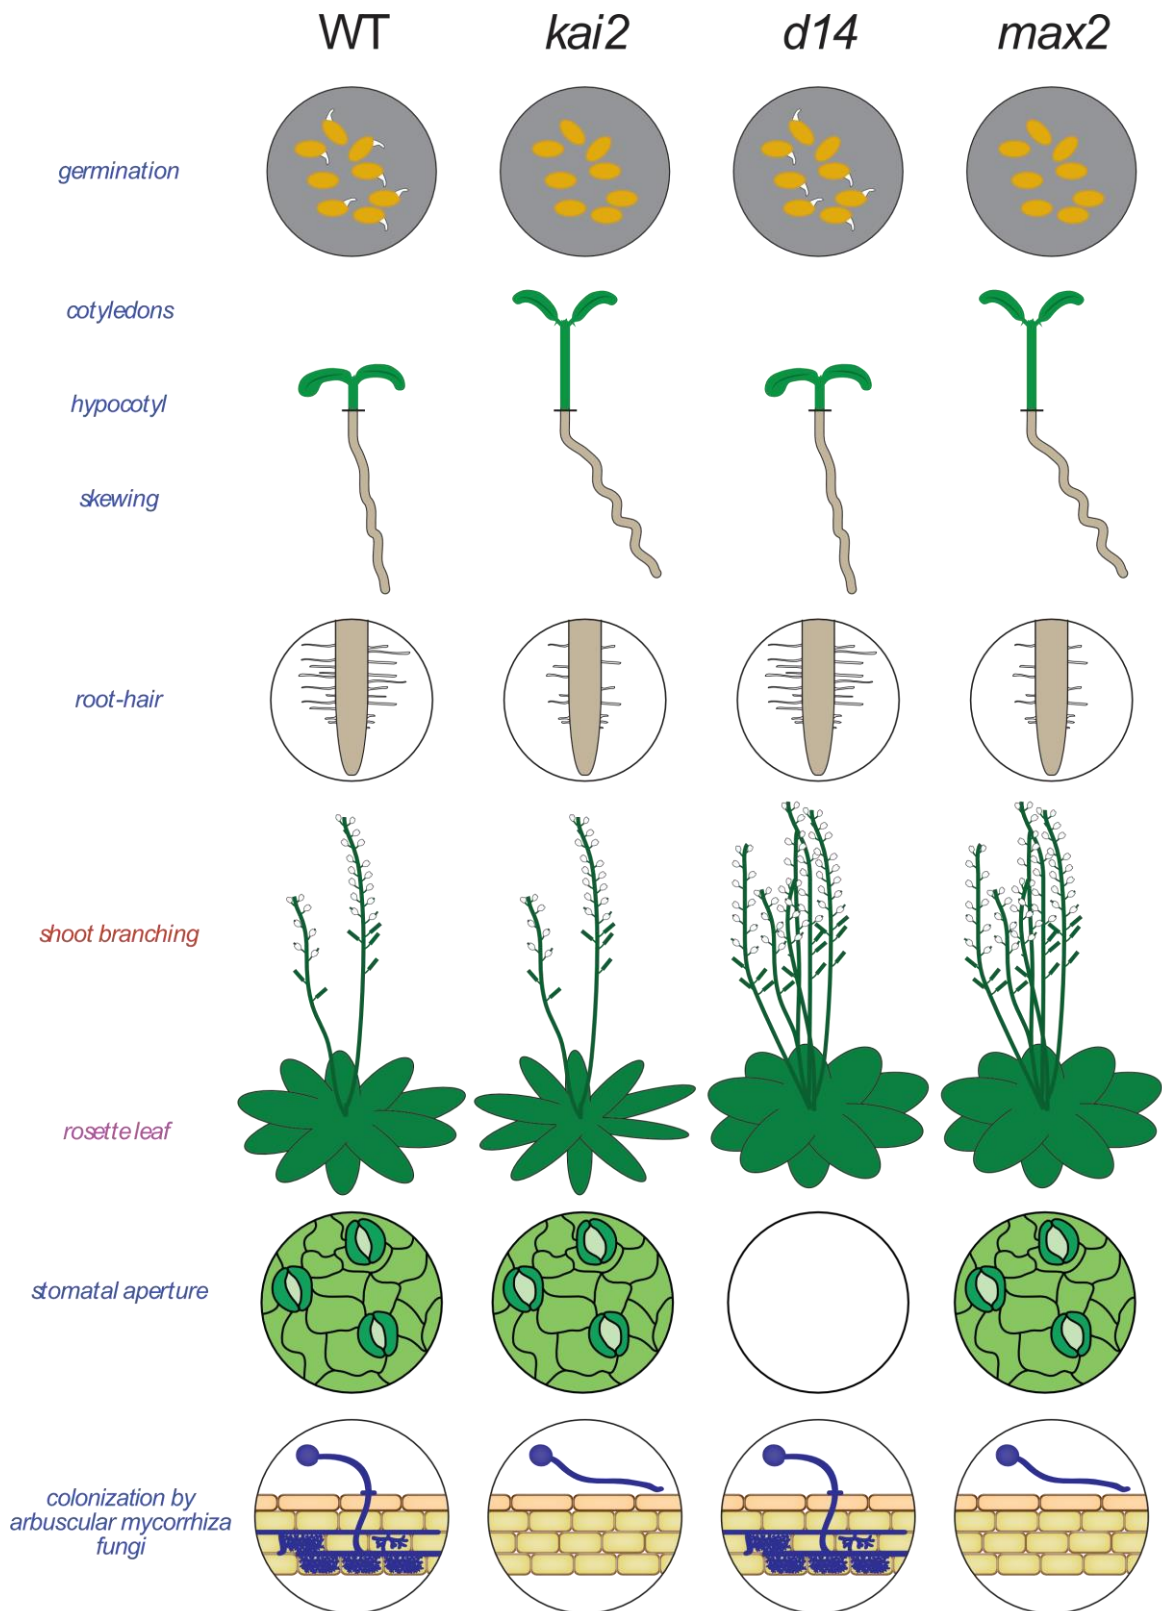 WT kai2 d14 max2
germination
cotyledons
hypocotyl
skewing
root-hair
shoot branching
rosette leaf
stomatal aperture
colonization by
arbuscular mycorrhiza
fungi